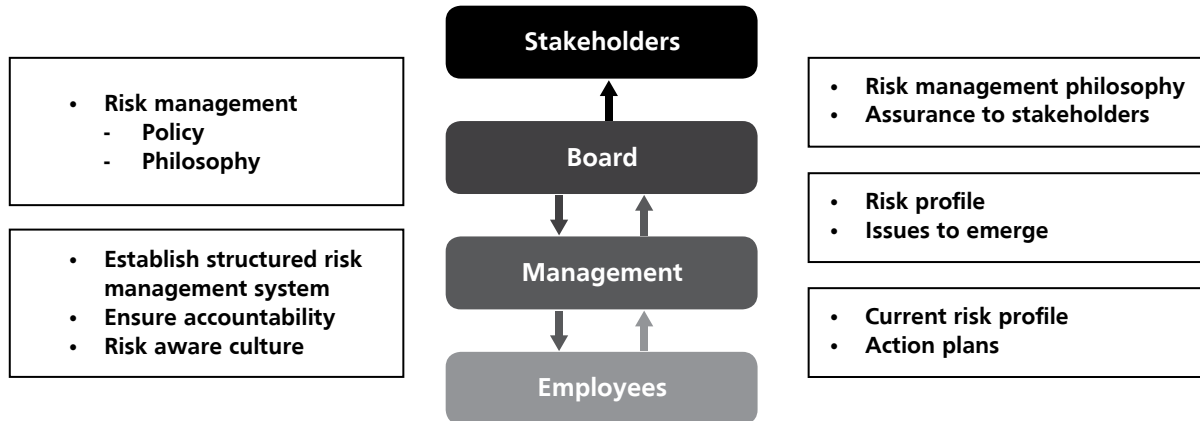 Stakeholders
• Risk management
- Policy
- Philosophy
• Risk management philosophy
• Assurance to stakeholders
Board
• Risk profile
• Issues to emerge
• Establish structured risk
management system
• Ensure accountability
• Risk aware culture
Management
• Current risk profile
• Action plans
Employees